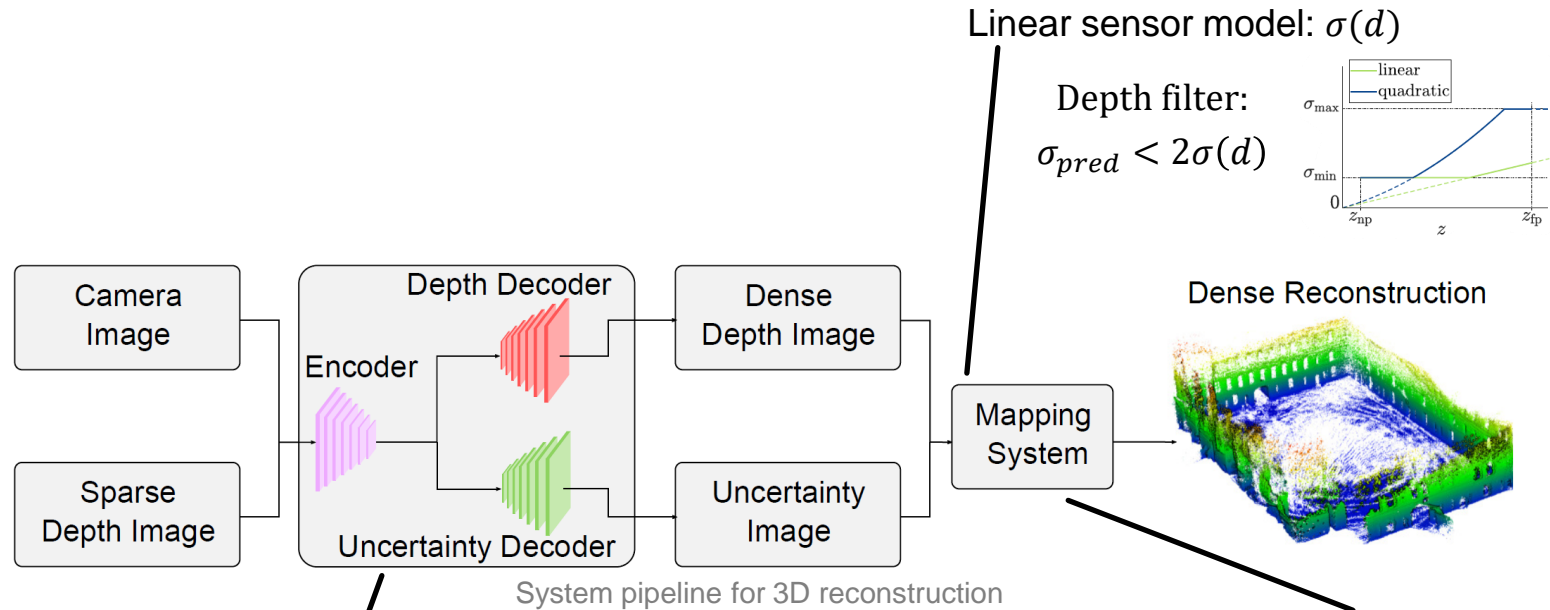 Linear sensor model: σ(d)
Depth filter:
σ_pred < 2σ(d)
linear
quadratic
σ_max
σ_min
0
z_np
z
z_fp
Camera
Image
Sparse
Depth Image
Depth Decoder
Encoder
Uncertainty Decoder
Dense
Depth Image
Uncertainty
Image
Mapping
System
Dense Reconstruction
System pipeline for 3D reconstruction